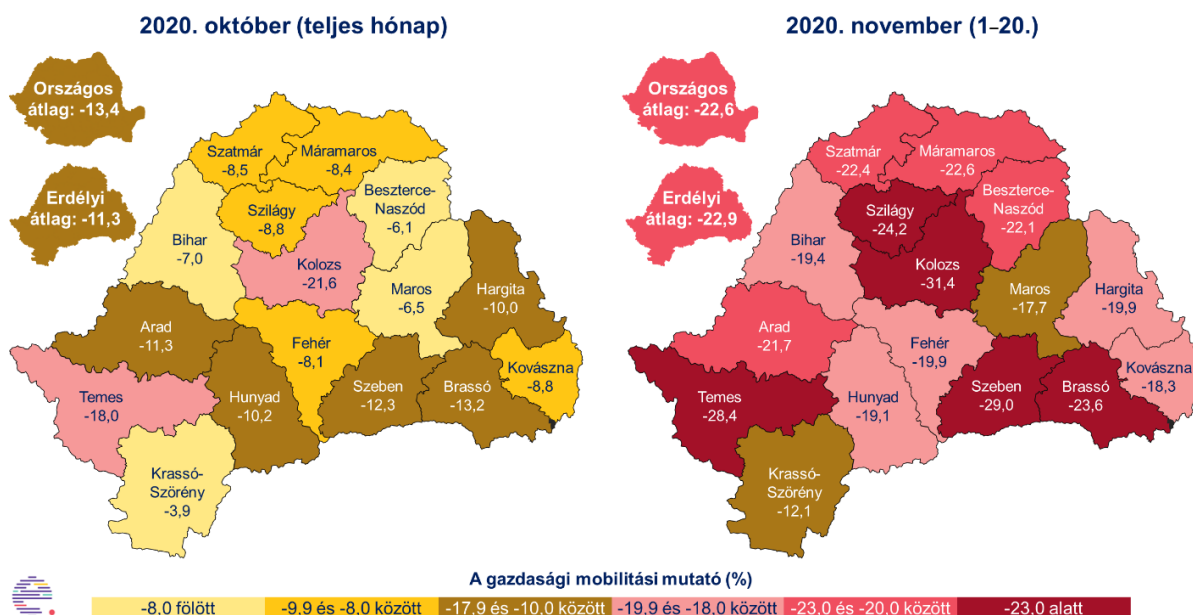 2020. október (teljes hónap)
Országos
átlag: -13,4
Erdélyi
átlag: -11,3
Szatmár
-8,5
Máramaros
-8,4
Szilágy
-8,8
Beszterce-
Naszód
-6,1
Bihar
-7,0
Kolozs
-21,6
Maros
-6,5
Hargita
-10,0
Arad
-11,3
Fehér
-8,1
Kovászna
-8,8
Temes
-18,0
Hunyad
-10,2
Szeben
-12,3
Brassó
-13,2
Krassó-
Szörény
-3,9
2020. november (1–20.)
Országos
átlag: -22,6
Erdélyi
átlag: -22,9
Szatmár
-22,4
Máramaros
-22,6
Szilágy
-24,2
Beszterce-
Naszód
-22,1
Bihar
-19,4
Kolozs
-31,4
Maros
-17,7
Hargita
-19,9
Arad
-21,7
Fehér
-19,9
Kovászna
-18,3
Temes
-28,4
Hunyad
-19,1
Szeben
-29,0
Brassó
-23,6
Krassó-
Szörény
-12,1
A gazdasági mobilitási mutató (%)
-8.0 fölött
-9.9 és -8.0 között
-17.9 és -10.0 között
-19.9 és -18.0 között
-23.0 és -20.0 között
-23.0 alatt